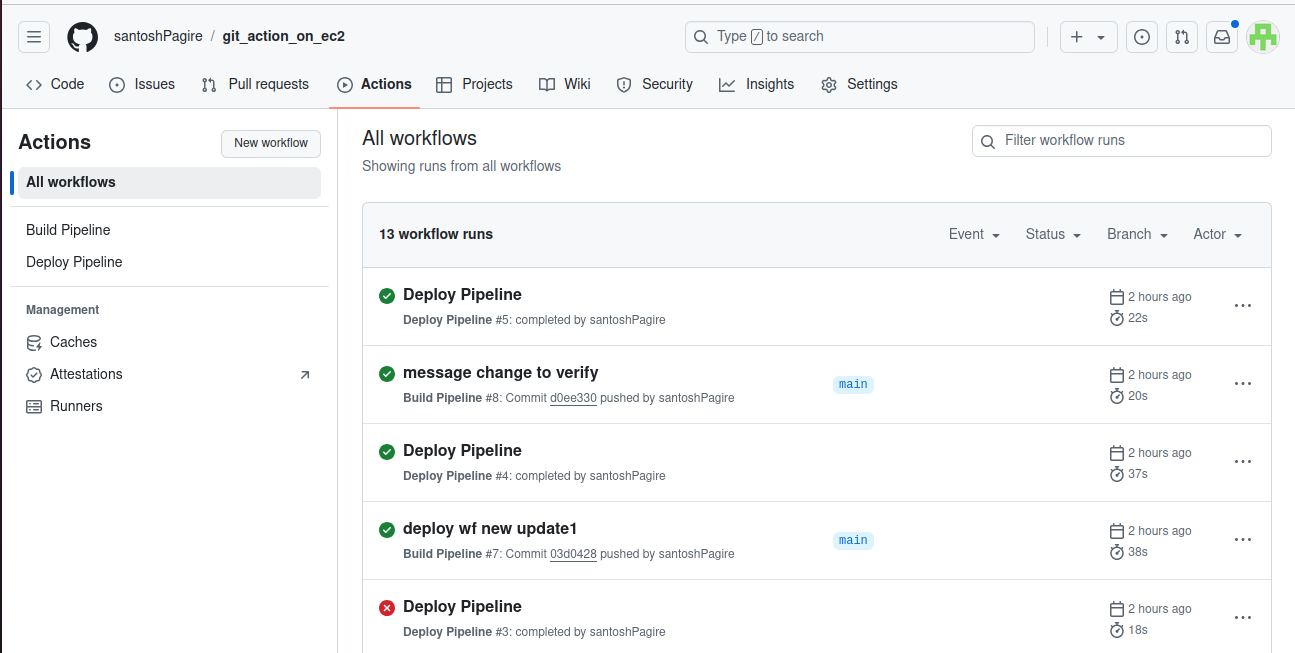 santoshPagire / git_action_on_ec2
Type / to search
Code Issues Pull requests Actions Projects Wiki Security Insights Settings
Actions
New workflow
All workflows
Build Pipeline
Deploy Pipeline
Management
Caches
Attestations
Runners
All workflows
Showing runs from all workflows
Filter workflow runs
13 workflow runs
Event Status Branch Actor
Deploy Pipeline
Deploy Pipeline #5: completed by santoshPagire
2 hours ago
22s
message change to verify
Build Pipeline #8: Commit d0ee330 pushed by santoshPagire
main
2 hours ago
20s
Deploy Pipeline
Deploy Pipeline #4: completed by santoshPagire
2 hours ago
37s
deploy wf new update1
Build Pipeline #7: Commit 03d0428 pushed by santoshPagire
main
2 hours ago
38s
Deploy Pipeline
Deploy Pipeline #3: completed by santoshPagire
2 hours ago
18s